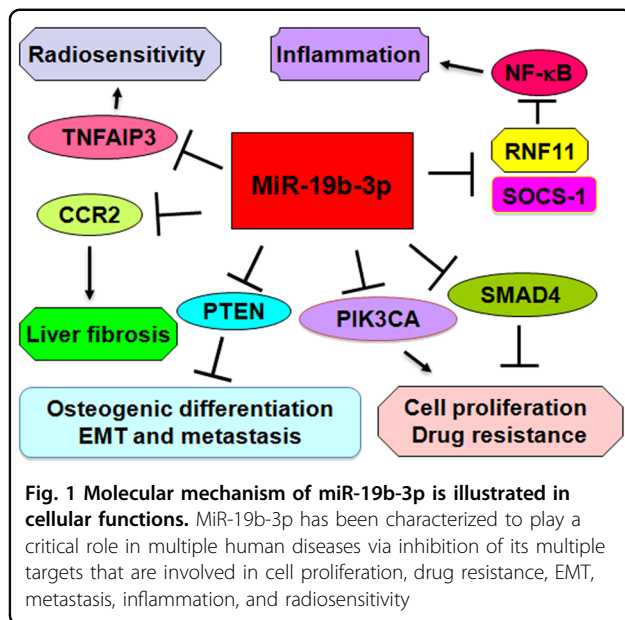 Radiosensitivity
Inflammation
NF-κB
TNFAIP3
RNF11
MiR-19b-3p
SOCS-1
CCR2
SMAD4
PTEN
PIK3CA
Liver fibrosis
Osteogenic differentiation
EMT and metastasis
Cell proliferation
Drug resistance
Fig. 1 Molecular mechanism of miR-19b-3p is illustrated in
cellular functions. MiR-19b-3p has been characterized to play a
critical role in multiple human diseases via inhibition of its multiple
targets that are involved in cell proliferation, drug resistance, EMT,
metastasis, inflammation, and radiosensitivity